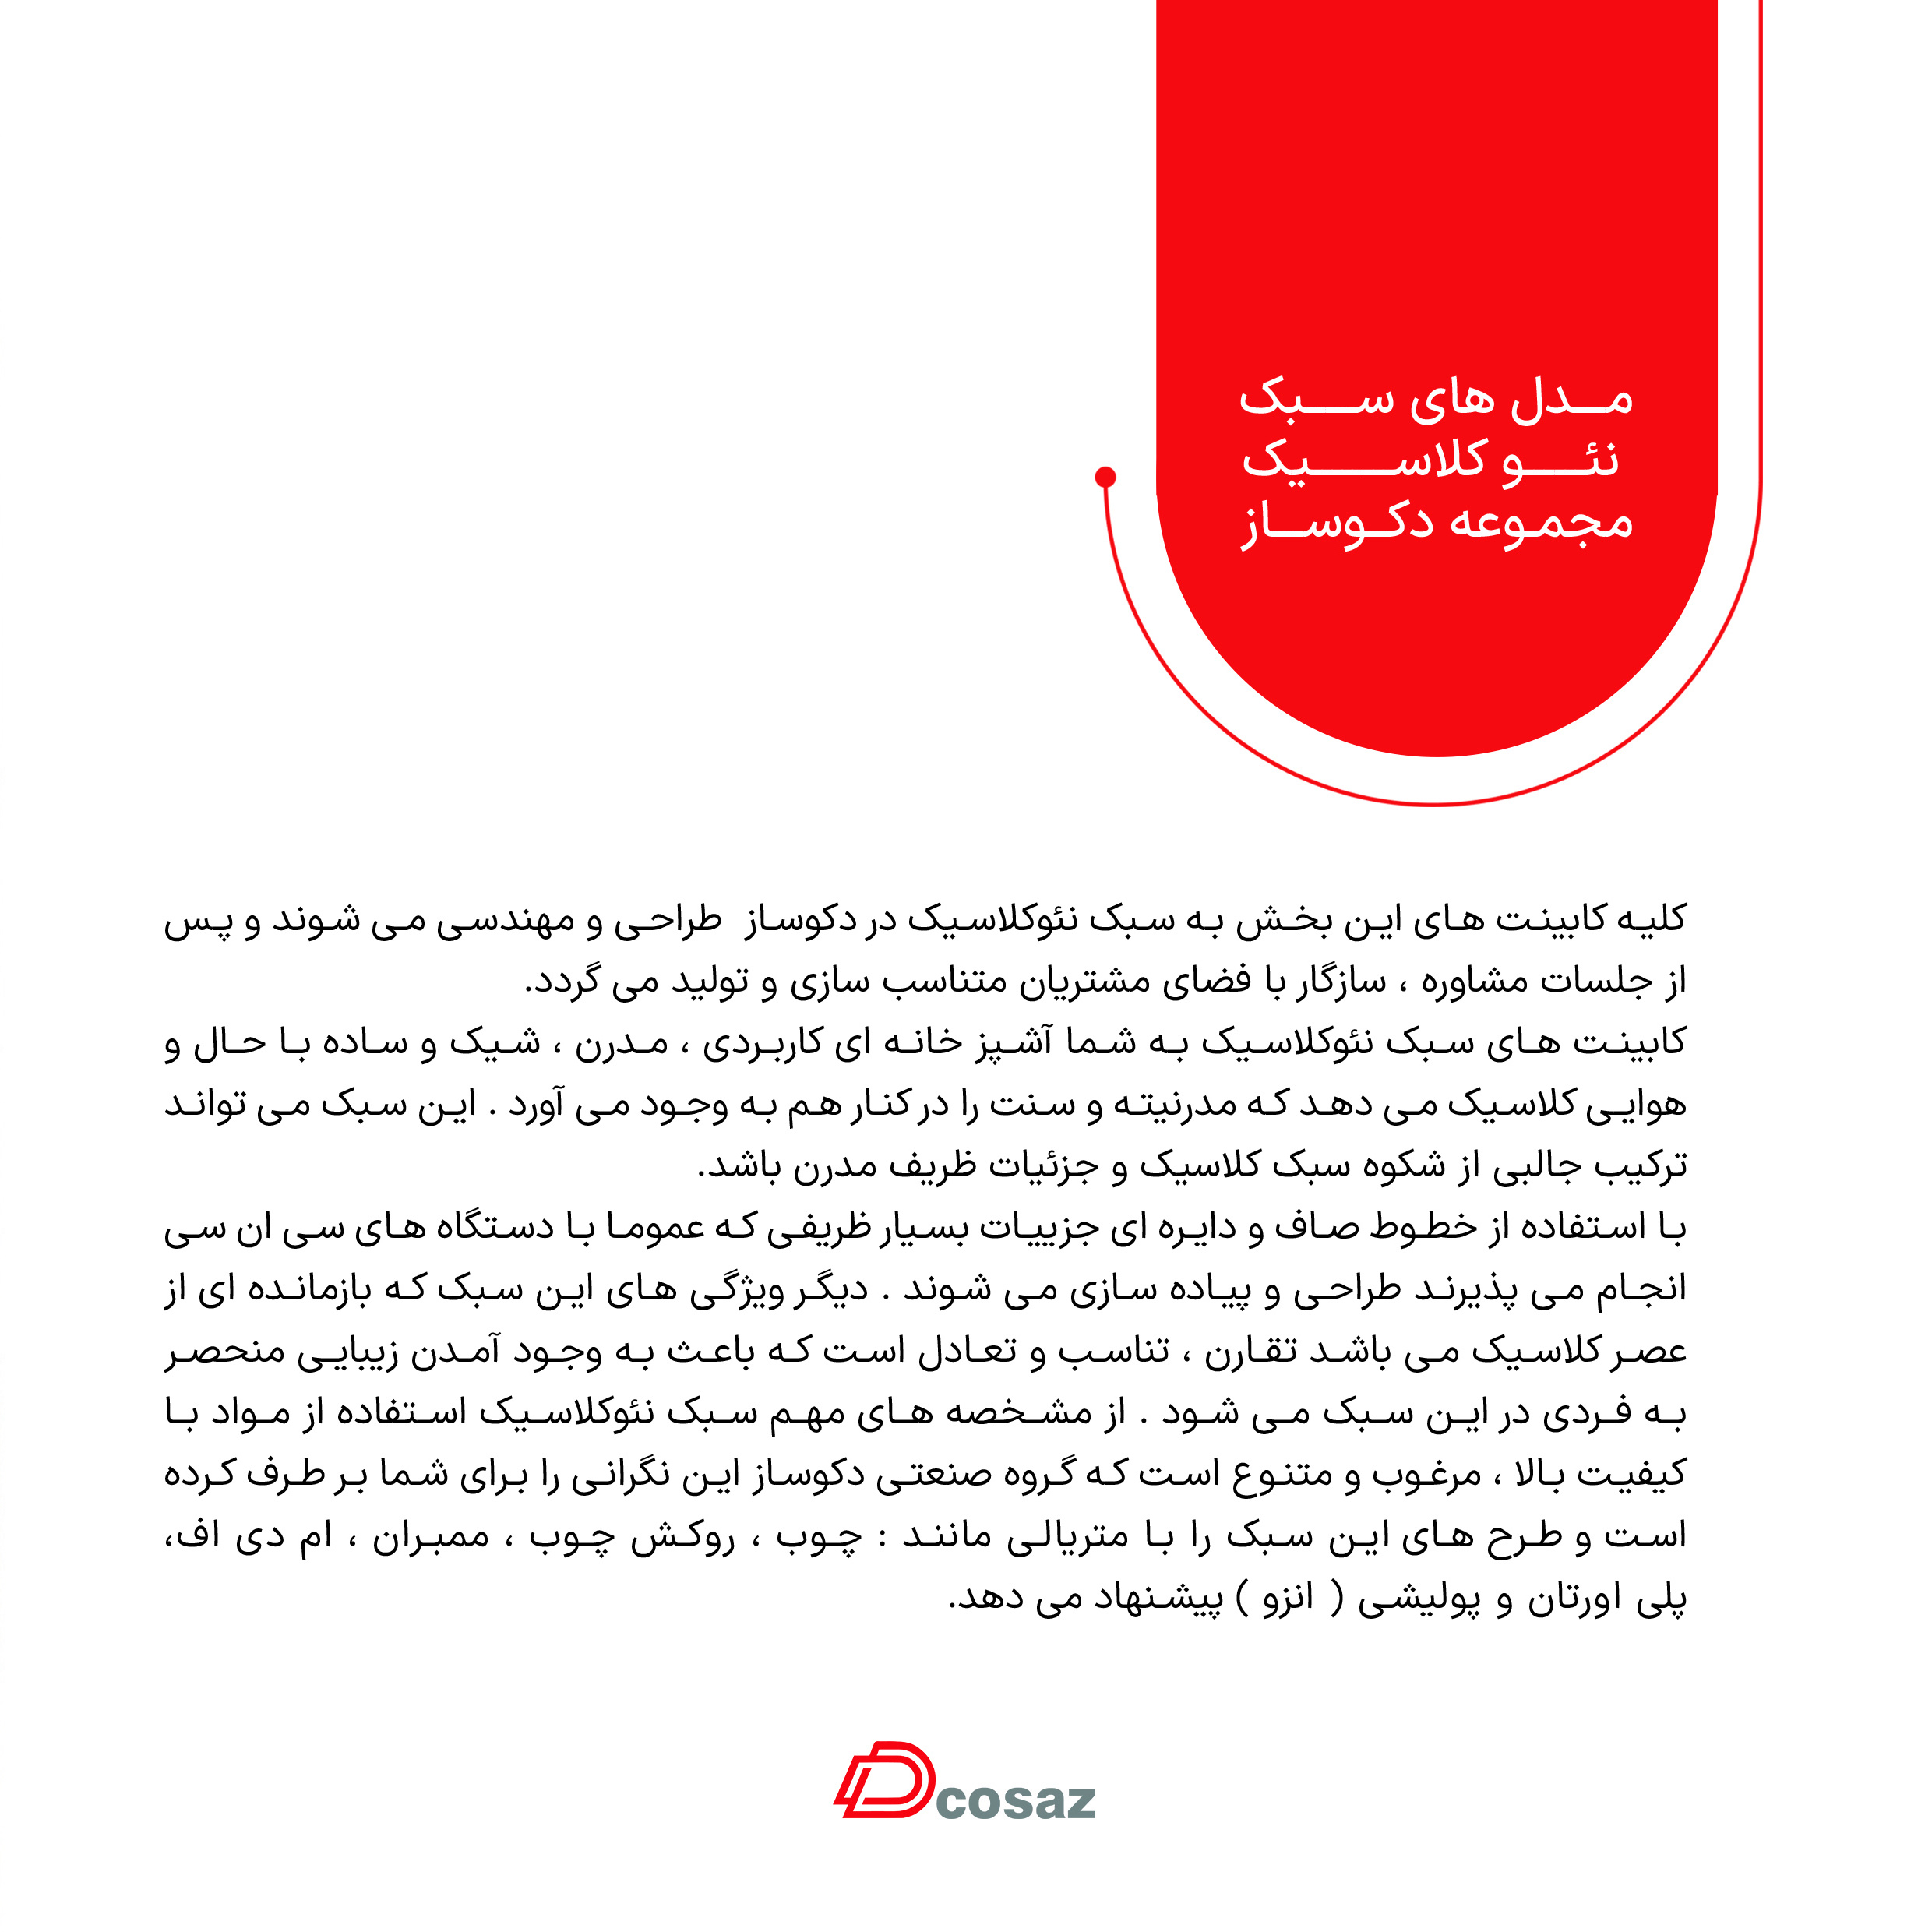 مدل های سبک
نئو کلاسیک
مجموعه دکوساز
کلیه کابینت های این بخش به سبک نئوکلاسیک در دکوساز طراحی و مهندسی می شوند و پس
از جلسات مشاوره ، سازگار با فضای مشتریان متناسب سازی و تولید می گردد.
کابینت های سبک نئوکلاسیک به شما آشپز خانه ای کاربردی ، مدرن ، شیک و ساده با حال و
هوایی کلاسیک می دهد که مدرنیته و سنت را در کنار هم به وجود می آورد . این سبک می تواند
ترکیب جالبی از شکوه سبک کلاسیک و جزئیات ظریف مدرن باشد.
با استفاده از خطوط صاف و دایره ای جزییات بسیار ظریفی که عموما با دستگاه های سی ان سی
انجام می پذیرند طراحی و پیاده سازی می شوند . دیگر ویژگی های این سبک که بازمانده ای از
عصر کلاسیک می باشد تقارن ، تناسب و تعادل است که باعث به وجود آمدن زیبایی منحصر
به فردی در این سبک می شود . از مشخصه های مهم سبک نئوکلاسیک استفاده از مواد با
کیفیت بالا ، مرغوب و متنوع است که گروه صنعتی دکوساز این نگرانی را برای شما بر طرف کرده
است و طرح های این سبک را با متریالی مانند : چوب ، روکش چوب ، ممبران ، ام دی اف،
پلی اورتان و پولیشی ( انزو ) پیشنهاد می دهد.
Dcosaz